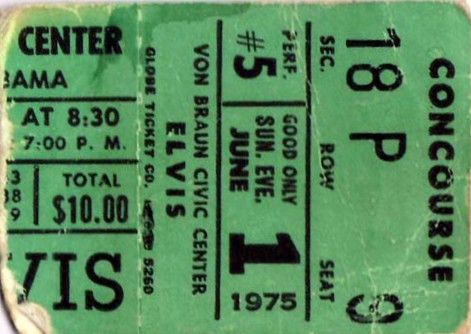 CENTER
BAMA
AT 8:30
7:00 P. M.
TOTAL
$10.00
VIS
GLOBE TICKET CO. 5260
VON BRAUN CIVIC CENTER
ELVIS
PERF.
#5
GOOD ONLY
SUN. EVE.
JUNE
1
1975
SEC. ROW SEAT
18 P 9
CONCOURSE